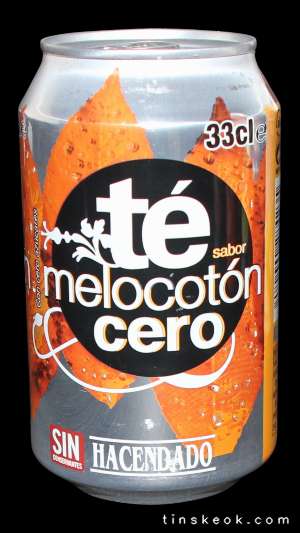 33cl e
té
sabor
melocotón
cero
SIN
CONSERVANTES
HACENDADO
tinskeok.com